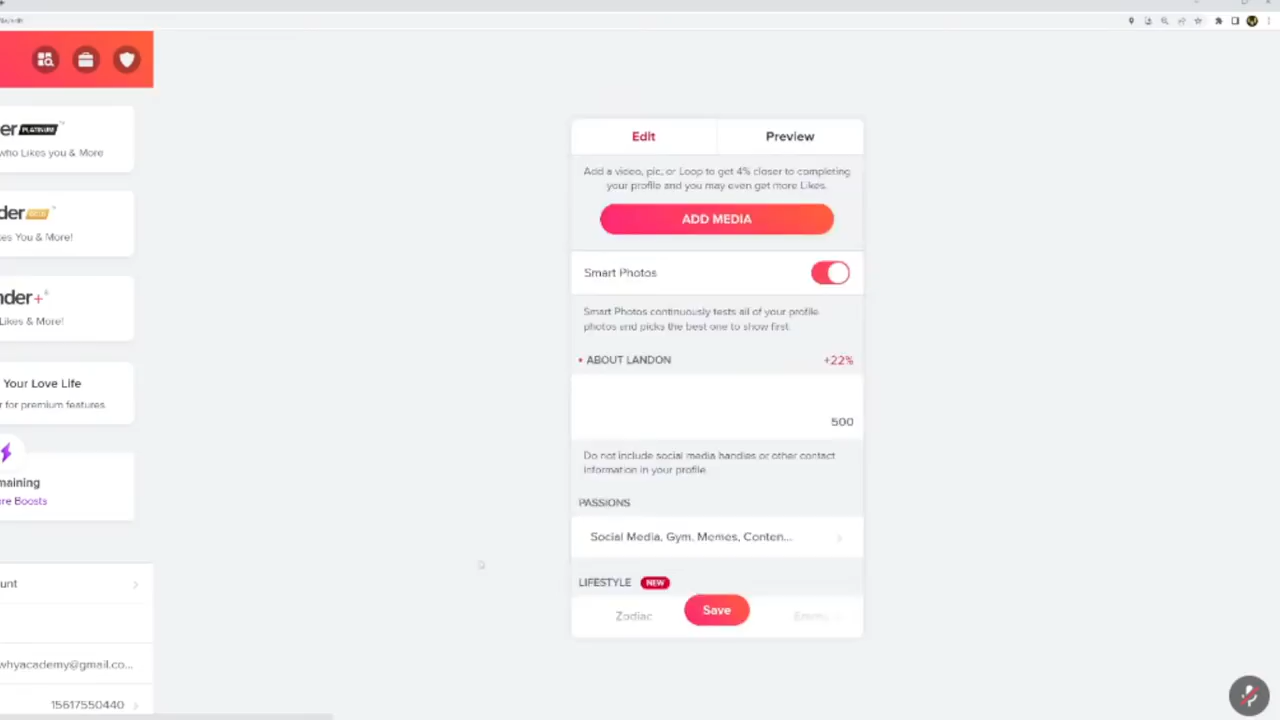 er PLATINUM™
who Likes you & More
der GOLD™
es You & More!
nder+®
Likes & More!
Your Love Life
r for premium features
maining
re Boosts
unt
whyacademy@gmail.co...
15617550440
Edit
Preview
Add a video, pic, or Loop to get 4% closer to completing
your profile and you may even get more Likes.
ADD MEDIA
Smart Photos
Smart Photos continuously tests all of your profile
photos and picks the best one to show first.
• ABOUT LANDON
+22%
500
Do not include social media handles or other contact
information in your profile.
PASSIONS
Social Media, Gym, Memes, Conten...
LIFESTYLE NEW
Zodiac
Save